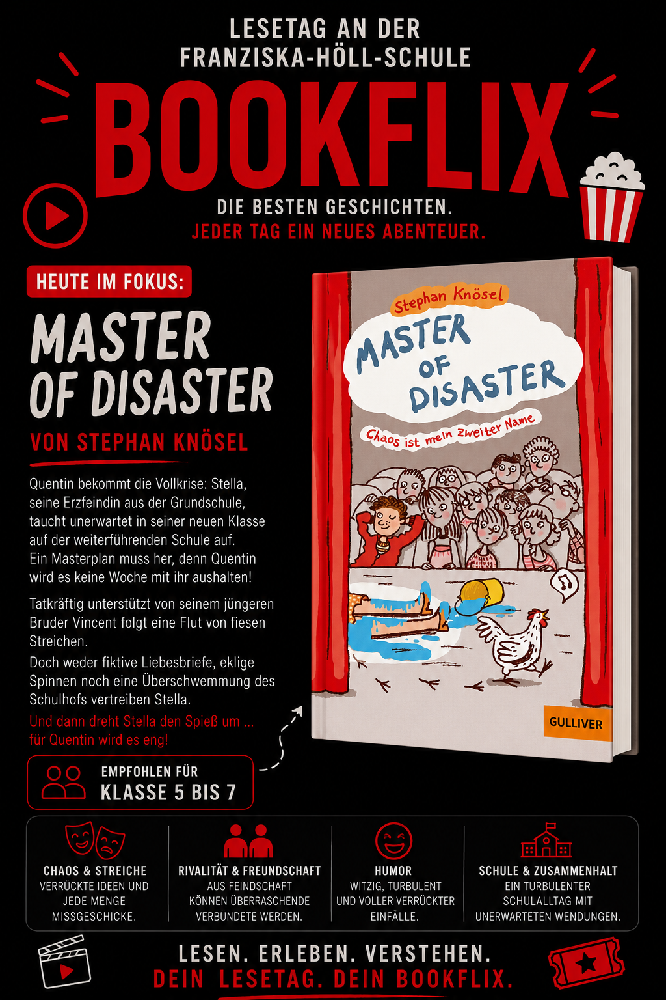 LESETAG AN DER
FRANZISKA-HÖLL-SCHULE
BOOKFLIX
DIE BESTEN GESCHICHTEN.
JEDER TAG EIN NEUES ABENTEUER.
HEUTE IM FOKUS:
MASTER
OF DISASTER
VON STEPHAN KNÖSEL
Quentin bekommt die Vollkrise: Stella,
seine Erzfeindin aus der Grundschule,
taucht unerwartet in seiner neuen Klasse
auf der weiterführenden Schule auf.
Ein Masterplan muss her, denn Quentin
wird es keine Woche mit ihr aushalten!
Tatkräftig unterstützt von seinem jüngeren
Bruder Vincent folgt eine Flut von fiesen
Streichen.
Doch weder fiktive Liebesbriefe, eklige
Spinnen noch eine Überschwemmung des
Schulhofs vertreiben Stella.
Und dann dreht Stella den Spieß um ...
für Quentin wird es eng!
EMPFOHLEN FÜR
KLASSE 5 BIS 7
Stephan Knösel
MASTER
OF
DISASTER
Chaos ist mein zweiter Name
GULLIVER
CHAOS & STREICHE
VERRÜCKTE IDEEN UND
JEDE MENGE
MISSGESCHICKE.
RIVALITÄT & FREUNDSCHAFT
AUS FEINDSCHAFT
KÖNNEN ÜBERRASCHENDE
VERBÜNDETE WERDEN.
HUMOR
WITZIG, TURBULENT
UND VOLLER VERRÜCKTER
EINFÄLLE.
SCHULE & ZUSAMMENHALT
EIN TURBULENTER
SCHULALLTAG MIT
UNERWARTETEN WENDUNGEN.
LESEN. ERLEBEN. VERSTEHEN.
DEIN LESETAG. DEIN BOOKFLIX.